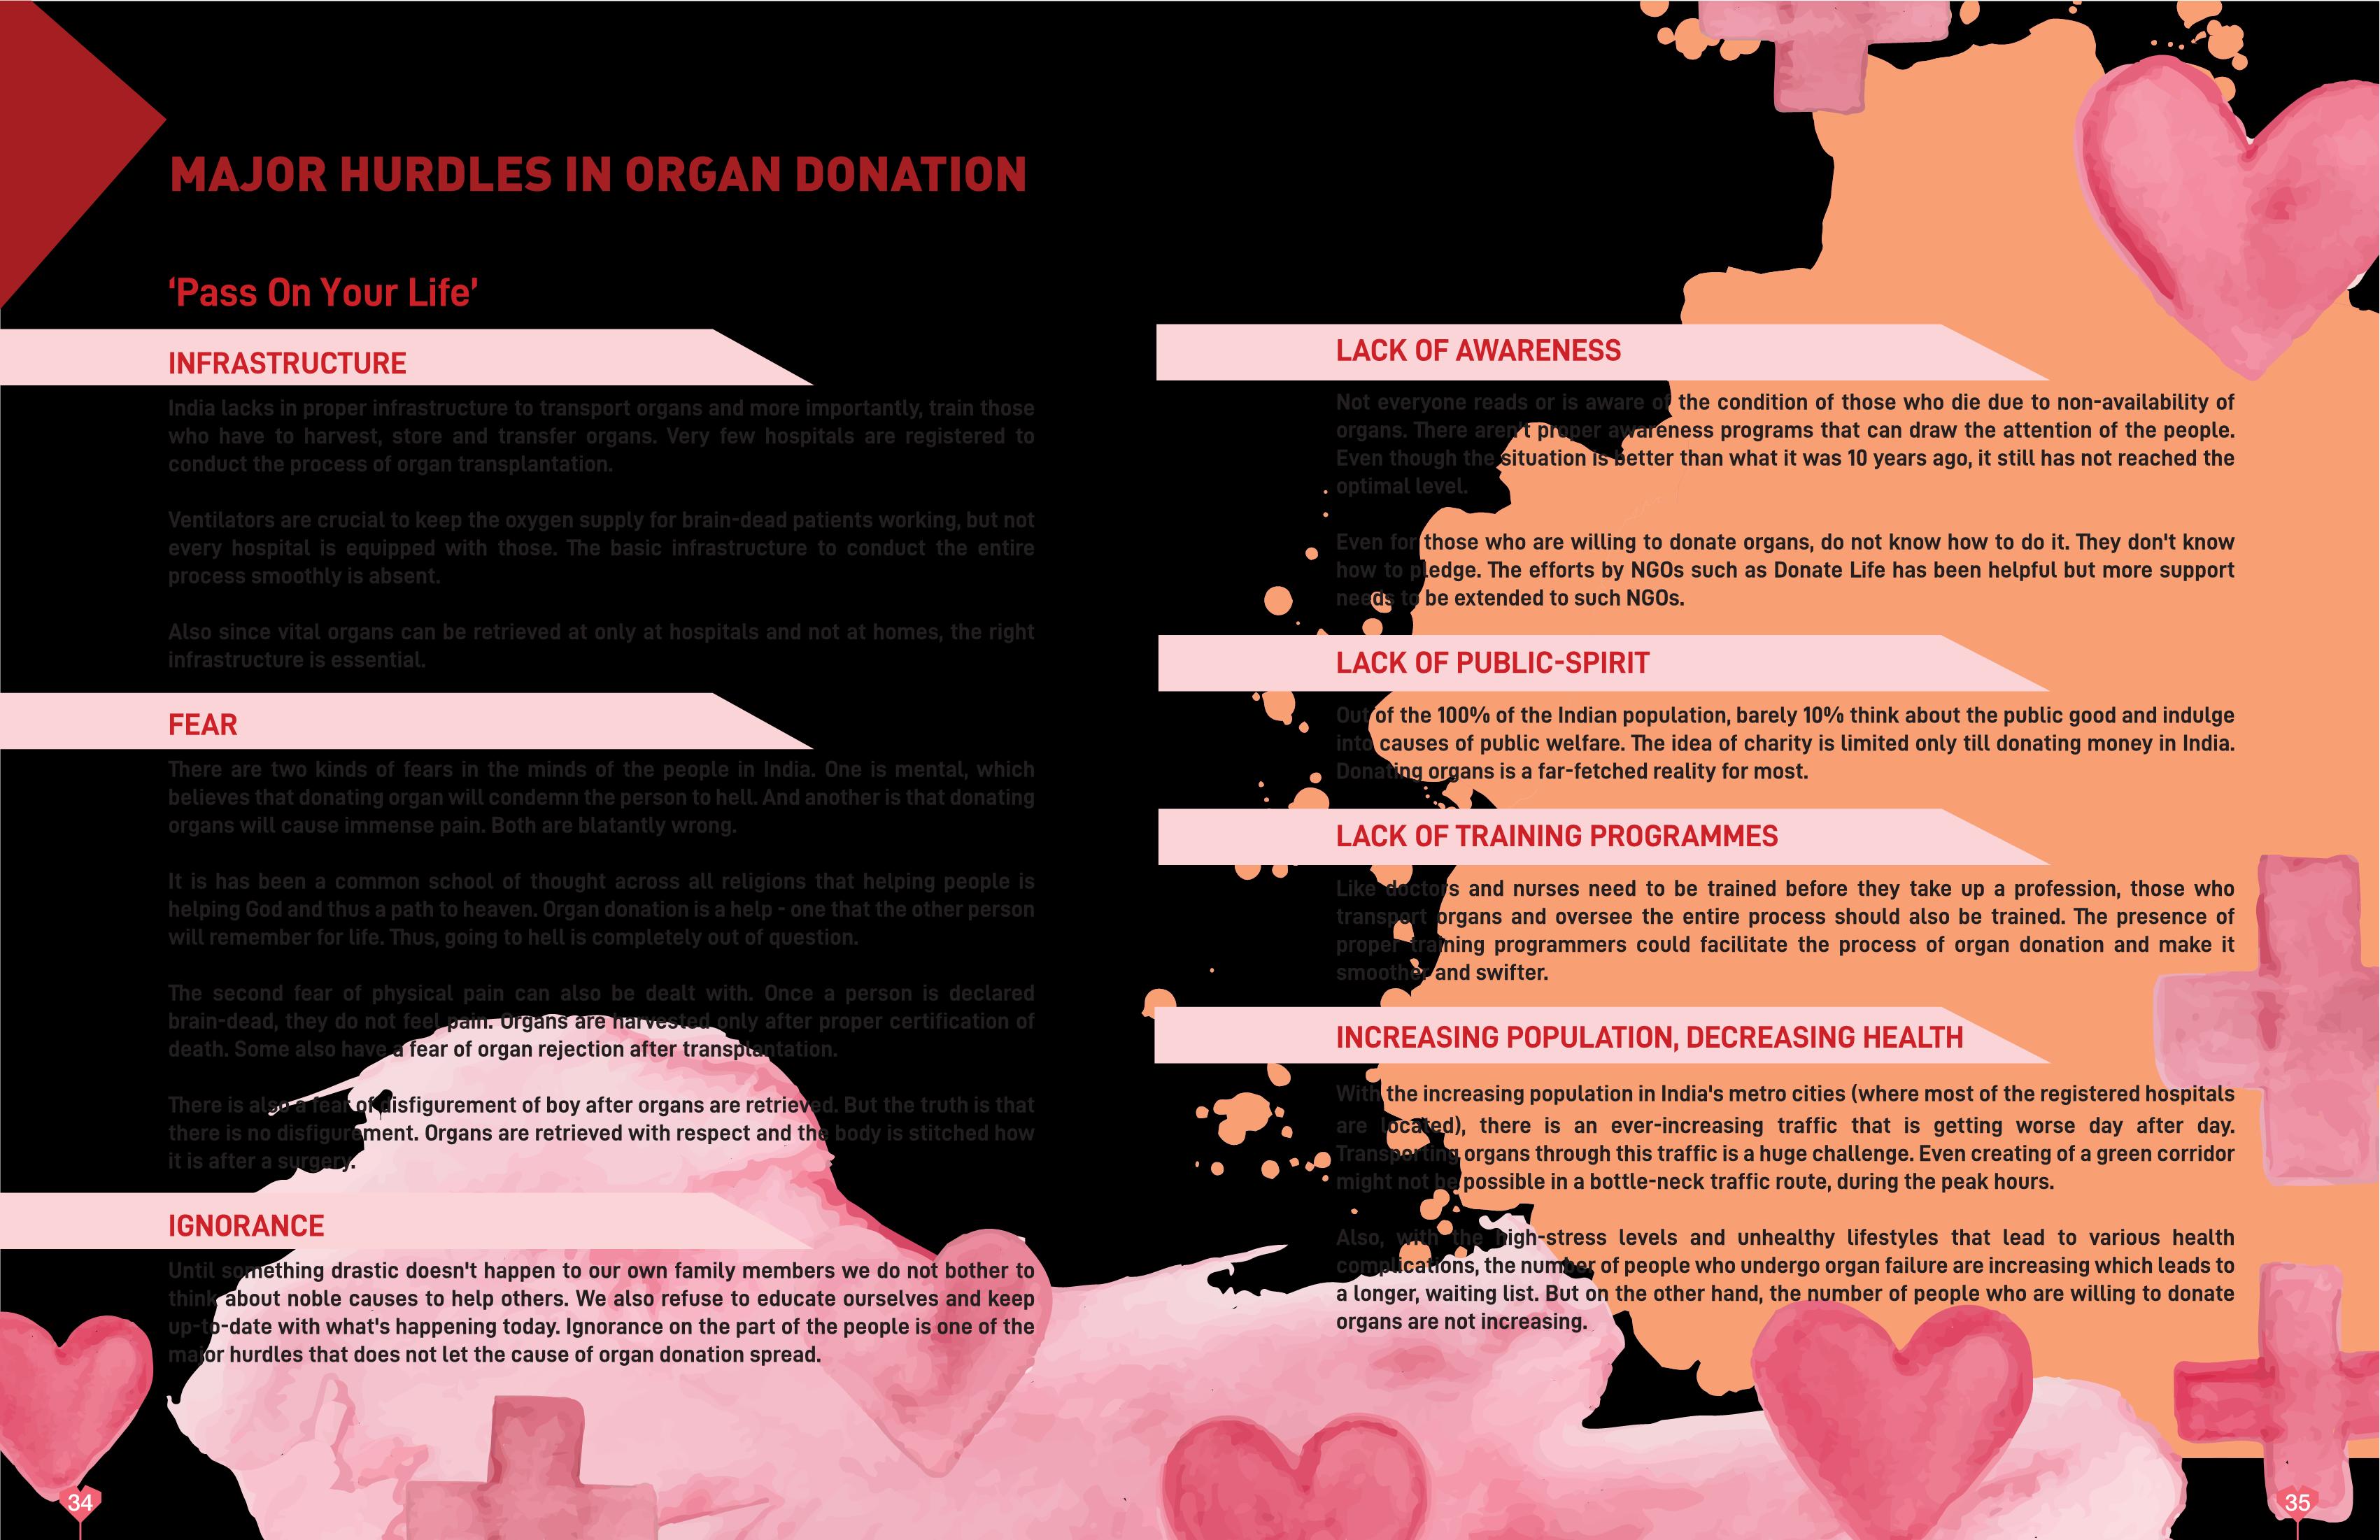 MAJOR HURDLES IN ORGAN DONATION
‘Pass On Your Life’
INFRASTRUCTURE
India lacks in proper infrastructure to transport organs and more importantly, train those
who have to harvest, store and transfer organs. Very few hospitals are registered to
conduct the process of organ transplantation.
Ventilators are crucial to keep the oxygen supply for brain-dead patients working, but not
every hospital is equipped with those. The basic infrastructure to conduct the entire
process smoothly is absent.
Also since vital organs can be retrieved at only at hospitals and not at homes, the right
infrastructure is essential.
FEAR
There are two kinds of fears in the minds of the people in India. One is mental, which
believes that donating organ will condemn the person to hell. And another is that donating
organs will cause immense pain. Both are blatantly wrong.
It is has been a common school of thought across all religions that helping people is
helping God and thus a path to heaven. Organ donation is a help - one that the other person
will remember for life. Thus, going to hell is completely out of question.
The second fear of physical pain can also be dealt with. Once a person is declared
brain-dead, they do not feel pain. Organs are harvested only after proper certification of
death. Some also have a fear of organ rejection after transplantation.
There is also a fear of disfigurement of boy after organs are retrieved. But the truth is that
there is no disfigurement. Organs are retrieved with respect and the body is stitched how
it is after a surgery.
IGNORANCE
Until something drastic doesn't happen to our own family members we do not bother to
think about noble causes to help others. We also refuse to educate ourselves and keep
up-to-date with what's happening today. Ignorance on the part of the people is one of the
major hurdles that does not let the cause of organ donation spread.
34
LACK OF AWARENESS
Not everyone reads or is aware of the condition of those who die due to non-availability of
organs. There aren't proper awareness programs that can draw the attention of the people.
Even though the situation is better than what it was 10 years ago, it still has not reached the
optimal level.
Even for those who are willing to donate organs, do not know how to do it. They don't know
how to pledge. The efforts by NGOs such as Donate Life has been helpful but more support
needs to be extended to such NGOs.
LACK OF PUBLIC-SPIRIT
Out of the 100% of the Indian population, barely 10% think about the public good and indulge
into causes of public welfare. The idea of charity is limited only till donating money in India.
Donating organs is a far-fetched reality for most.
LACK OF TRAINING PROGRAMMES
Like doctors and nurses need to be trained before they take up a profession, those who
transport organs and oversee the entire process should also be trained. The presence of
proper training programmers could facilitate the process of organ donation and make it
smoother and swifter.
INCREASING POPULATION, DECREASING HEALTH
With the increasing population in India's metro cities (where most of the registered hospitals
are located), there is an ever-increasing traffic that is getting worse day after day.
Transporting organs through this traffic is a huge challenge. Even creating of a green corridor
might not be possible in a bottle-neck traffic route, during the peak hours.
Also, with the high-stress levels and unhealthy lifestyles that lead to various health
complications, the number of people who undergo organ failure are increasing which leads to
a longer, waiting list. But on the other hand, the number of people who are willing to donate
organs are not increasing.
35